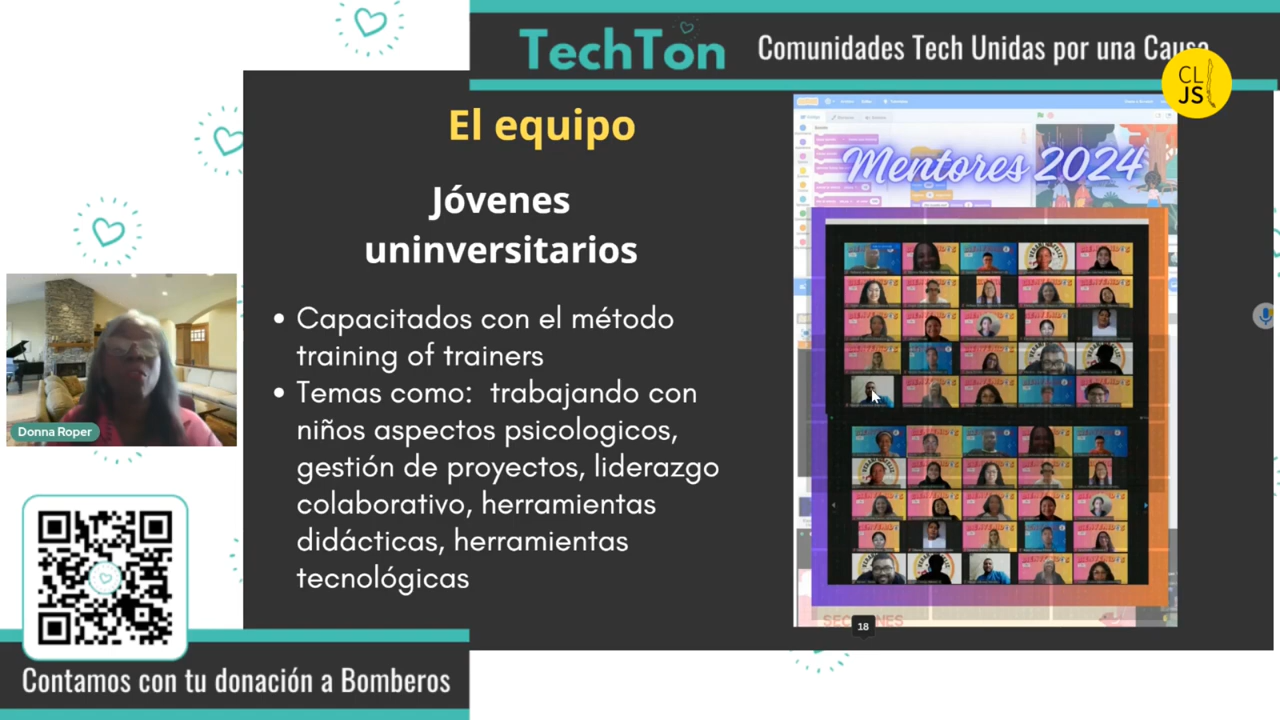 TechTon
Comunidades Tech Unidas por una Causa
CL
JS
El equipo
Jóvenes
uninversitarios
• Capacitados con el método
training of trainers
• Temas como: trabajando con
niños aspectos psicologicos,
gestión de proyectos, liderazgo
colaborativo, herramientas
didácticas, herramientas
tecnológicas
Mentores 2024
18
Donna Roper
Contamos con tu donación a Bomberos